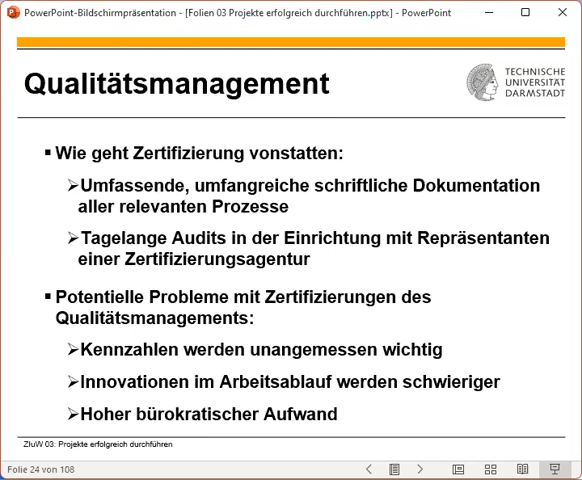 PowerPoint-Bildschirmpräsentation - [Folien 03 Projekte erfolgreich durchführen.pptx] - PowerPoint
Qualitätsmanagement
TECHNISCHE
UNIVERSITÄT
DARMSTADT
▪ Wie geht Zertifizierung vonstatten:
➢Umfassende, umfangreiche schriftliche Dokumentation
aller relevanten Prozesse
➢Tagelange Audits in der Einrichtung mit Repräsentanten
einer Zertifizierungsagentur
▪ Potentielle Probleme mit Zertifizierungen des
Qualitätsmanagements:
➢Kennzahlen werden unangemessen wichtig
➢Innovationen im Arbeitsablauf werden schwieriger
➢Hoher bürokratischer Aufwand
ZIuW 03: Projekte erfolgreich durchführen
Folie 24 von 108